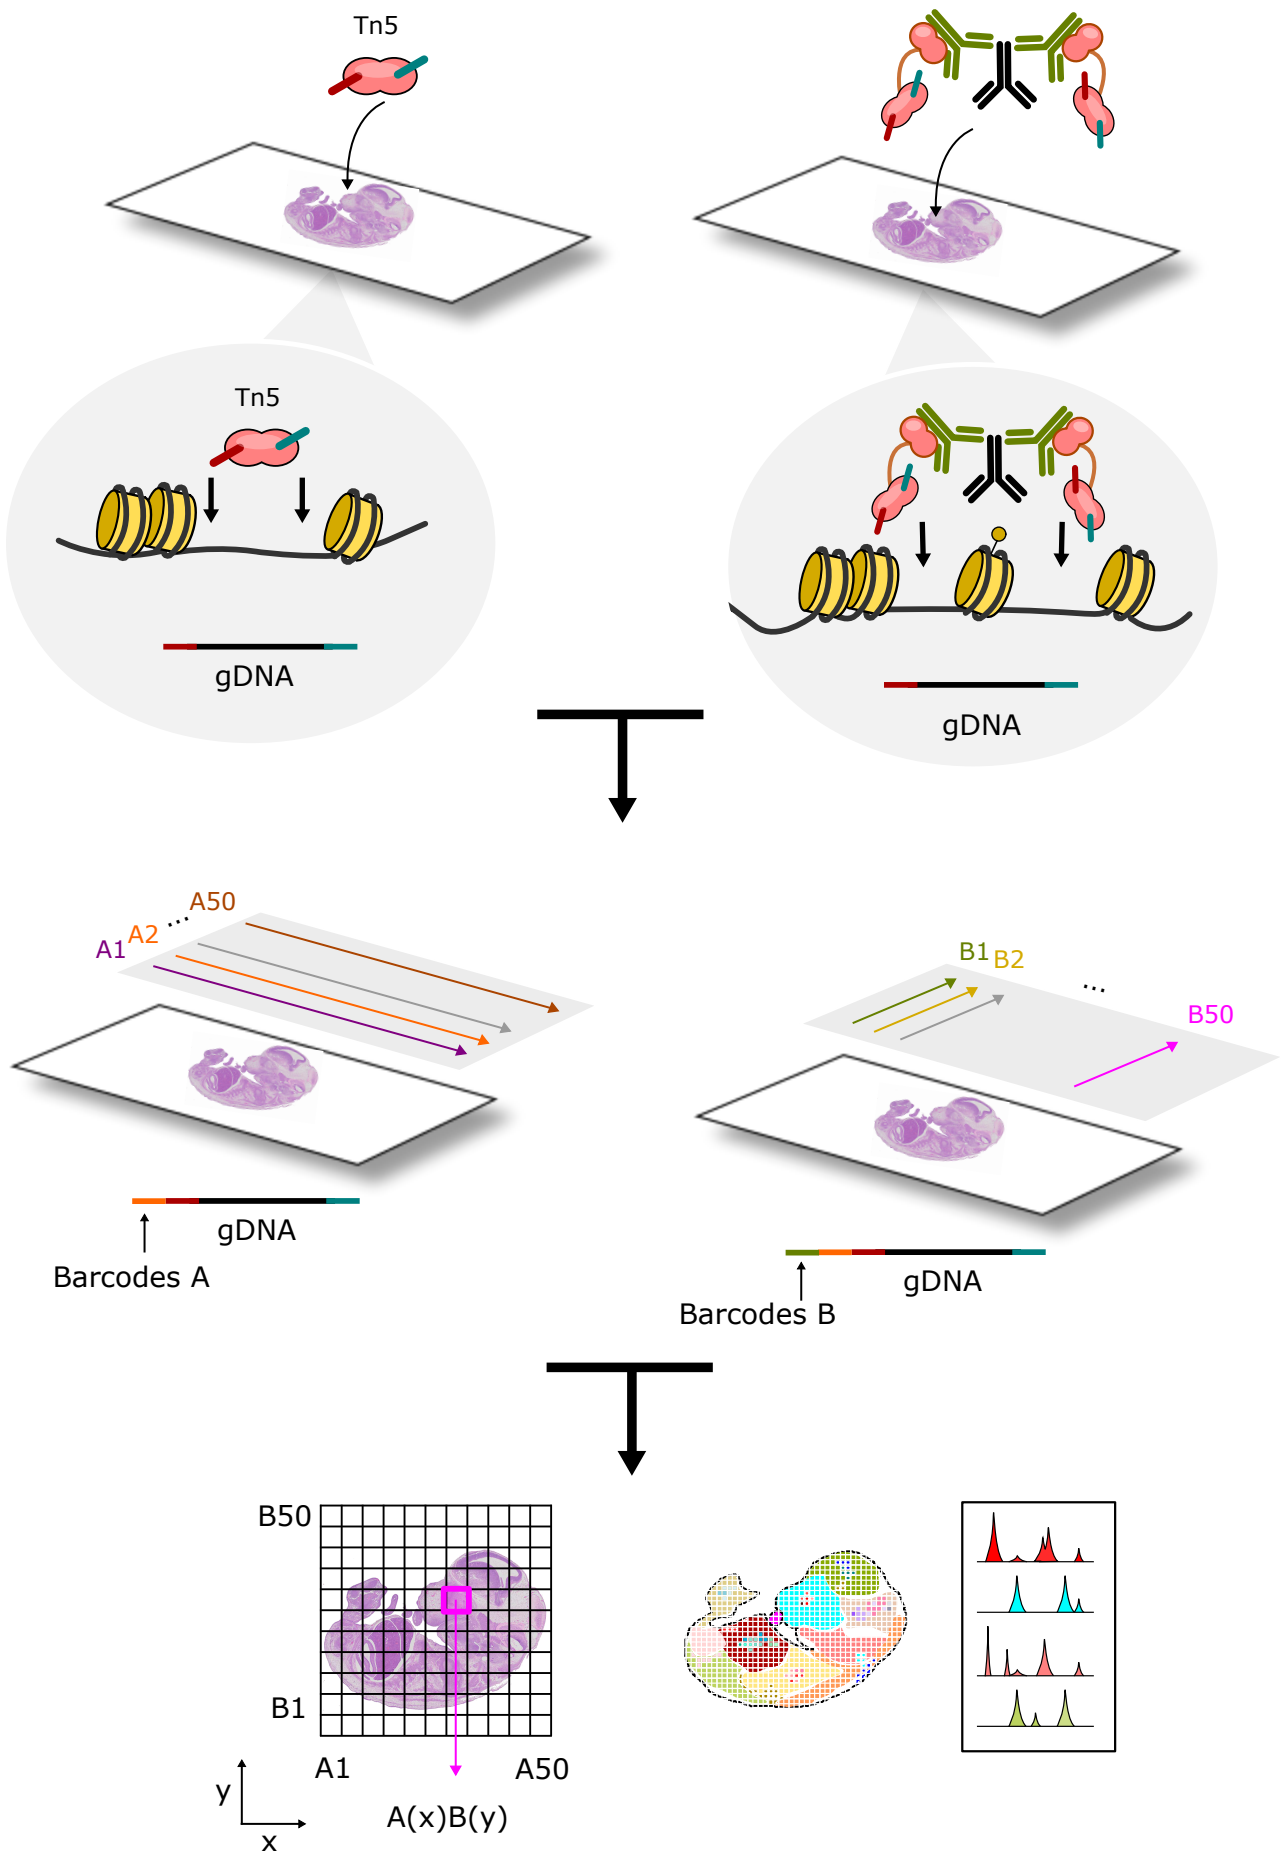 Tn5
Tn5
gDNA
gDNA
A1
A2
...
A50
B1
B2
...
B50
gDNA
Barcodes A
gDNA
Barcodes B
B50
B1
A1
A50
y
x
A(x)B(y)